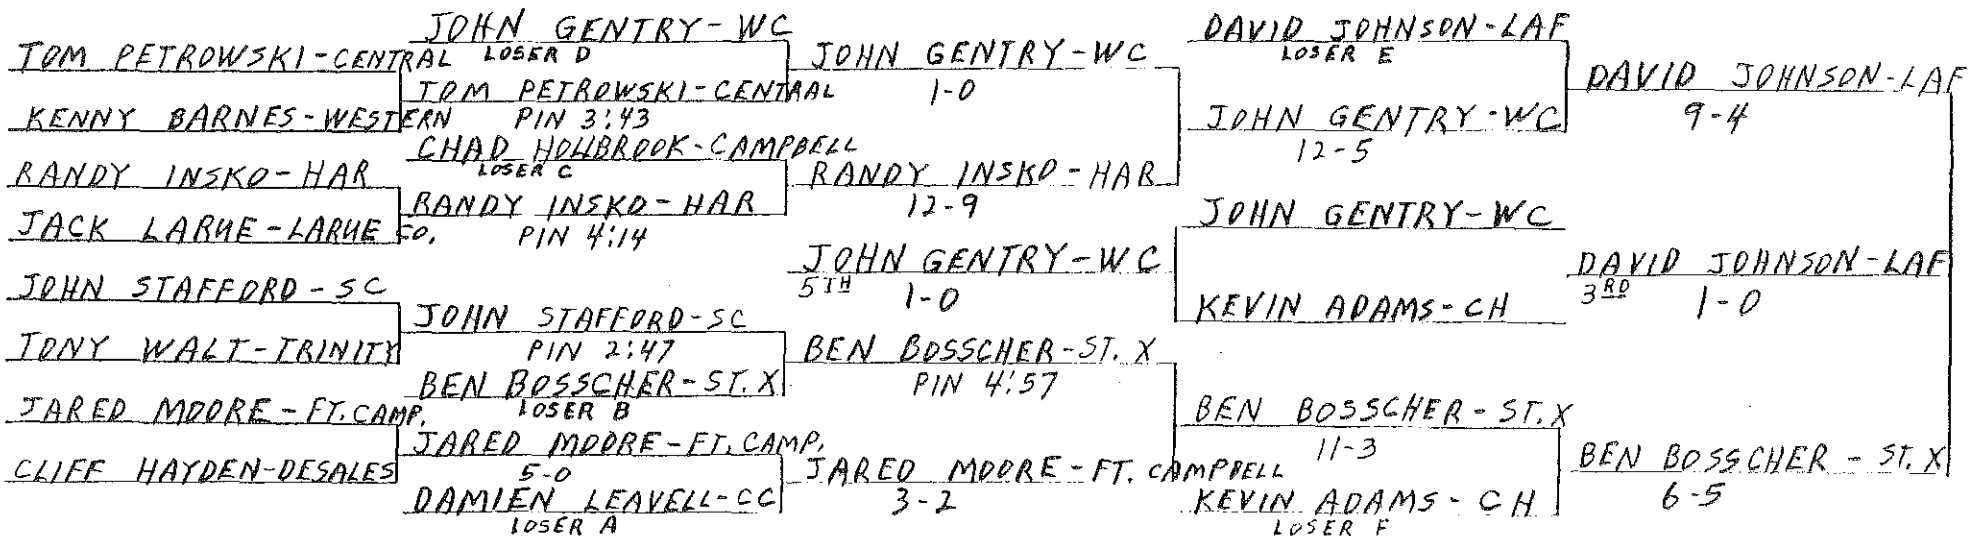 TOM PETROWSKI-CENTRAL
KENNY BARNES-WESTERN
RANDY INSKO-HAR
JACK LARUE-LARUE CO.
JOHN STAFFORD-SC
TONY WALT-TRINITY
JARED MOORE-FT. CAMP.
CLIFF HAYDEN-DESALES
JOHN GENTRY-WC
LOSER D
TOM PETROWSKI-CENTRAL
PIN 3:43
CHAD HOLLBROOK-CAMPBELL
LOSER C
RANDY INSKO-HAR
PIN 4:14
JOHN STAFFORD-SC
PIN 2:47
BEN BOSSCHER-ST. X
LOSER B
JARED MOORE-FT. CAMP.
5-0
DAMIEN LEAVELL-CC
LOSER A
JOHN GENTRY-WC
1-0
RANDY INSKO-HAR
12-9
JOHN GENTRY-WC
5TH 1-0
BEN BOSSCHER-ST. X
PIN 4:57
JARED MOORE-FT. CAMPBELL
3-2
DAVID JOHNSON-LAF
LOSER E
JOHN GENTRY-WC
12-5
JOHN GENTRY-WC
KEVIN ADAMS-CH
BEN BOSSCHER-ST. X
11-3
KEVIN ADAMS-CH
LOSER F
DAVID JOHNSON-LAF
9-4
DAVID JOHNSON-LAF
3RD 1-0
BEN BOSSCHER-ST. X
6-5